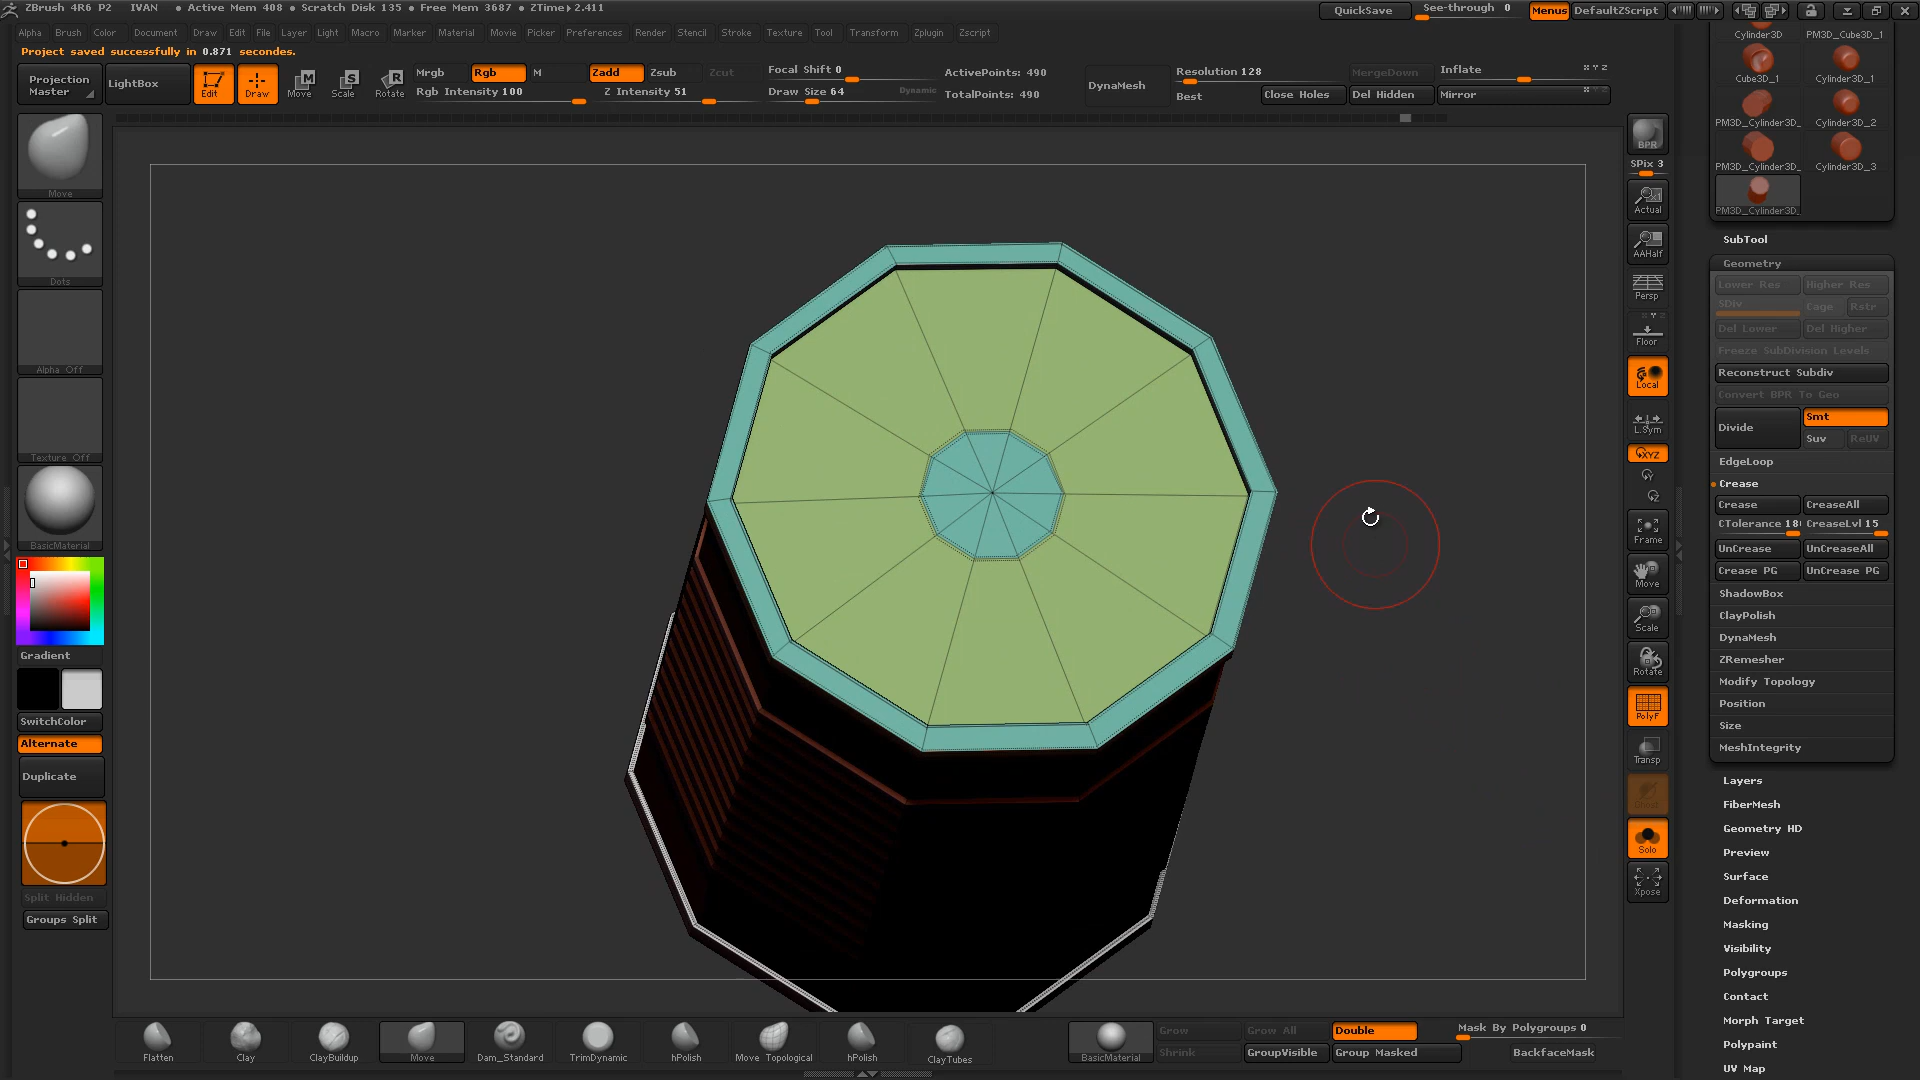 ZBrush 4R6 P2 IVAN • Active Mem 408 • Scratch Disk 135 • Free Mem 3687 • ZTime▸2.411
QuickSave See-through 0 Menus DefaultZScript
Alpha Brush Color Document Draw Edit File Layer Light Macro Marker Material Movie Picker Preferences Render Stencil Stroke Texture Tool Transform Zplugin Zscript
Project saved successfully in 0.871 secondes.
Projection Master
LightBox
Edit
Draw
Move
Scale
Rotate
Mrgb Rgb M
Rgb Intensity 100
Zadd Zsub Zcut
Z Intensity 51
Focal Shift 0
Draw Size 64 Dynamic
ActivePoints: 490
TotalPoints: 490
DynaMesh
Resolution 128
Best
Close Holes
MergeDown
Del Hidden
Inflate
Mirror
Move
Dots
Alpha Off
Texture Off
BasicMaterial
Gradient
SwitchColor
Alternate
Duplicate
Split Hidden
Groups Split
BPR
SPix 3
Actual
AAHalf
Persp
Floor
Local
L.Sym
XYZ
Frame
Move
Scale
Rotate
PolyF
Transp
Ghost
Solo
Xpose
Cylinder3D PM3D_Cube3D_1
Cube3D_1 Cylinder3D_1
PM3D_Cylinder3D_ Cylinder3D_2
PM3D_Cylinder3D_ Cylinder3D_3
PM3D_Cylinder3D_
SubTool
Geometry
Lower Res Higher Res
SDiv Cage Rstr
Del Lower Del Higher
Freeze SubDivision Levels
Reconstruct Subdiv
Convert BPR To Geo
Divide Smt
Suv ReUV
EdgeLoop
Crease
Crease CreaseAll
CTolerance 180 CreaseLvl 15
UnCrease UnCreaseAll
Crease PG UnCrease PG
ShadowBox
ClayPolish
DynaMesh
ZRemesher
Modify Topology
Position
Size
MeshIntegrity
Layers
FiberMesh
Geometry HD
Preview
Surface
Deformation
Masking
Visibility
Polygroups
Contact
Morph Target
Polypaint
UV Map
Flatten Clay ClayBuildup Move Dam_Standard TrimDynamic hPolish Move Topological hPolish ClayTubes BasicMaterial
Grow Grow All Double Mask By Polygroups 0
Shrink GroupVisible Group Masked BackfaceMask